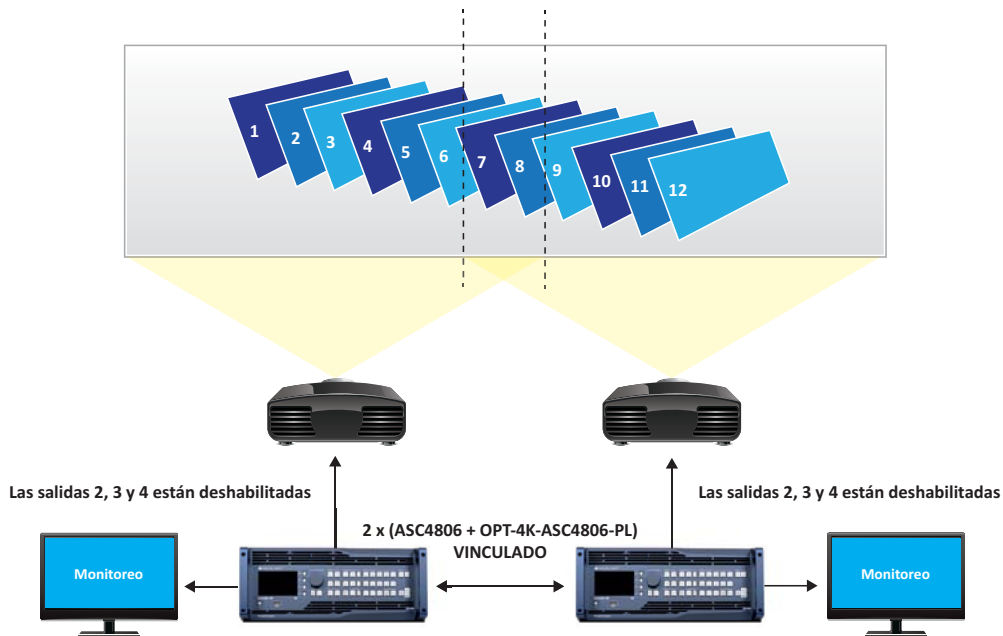 1
2
3
4
5
6
7
8
9
10
11
12
Las salidas 2, 3 y 4 están deshabilitadas
Las salidas 2, 3 y 4 están deshabilitadas
2 x (ASC4806 + OPT-4K-ASC4806-PL)
VINCULADO
Monitoreo
Monitoreo